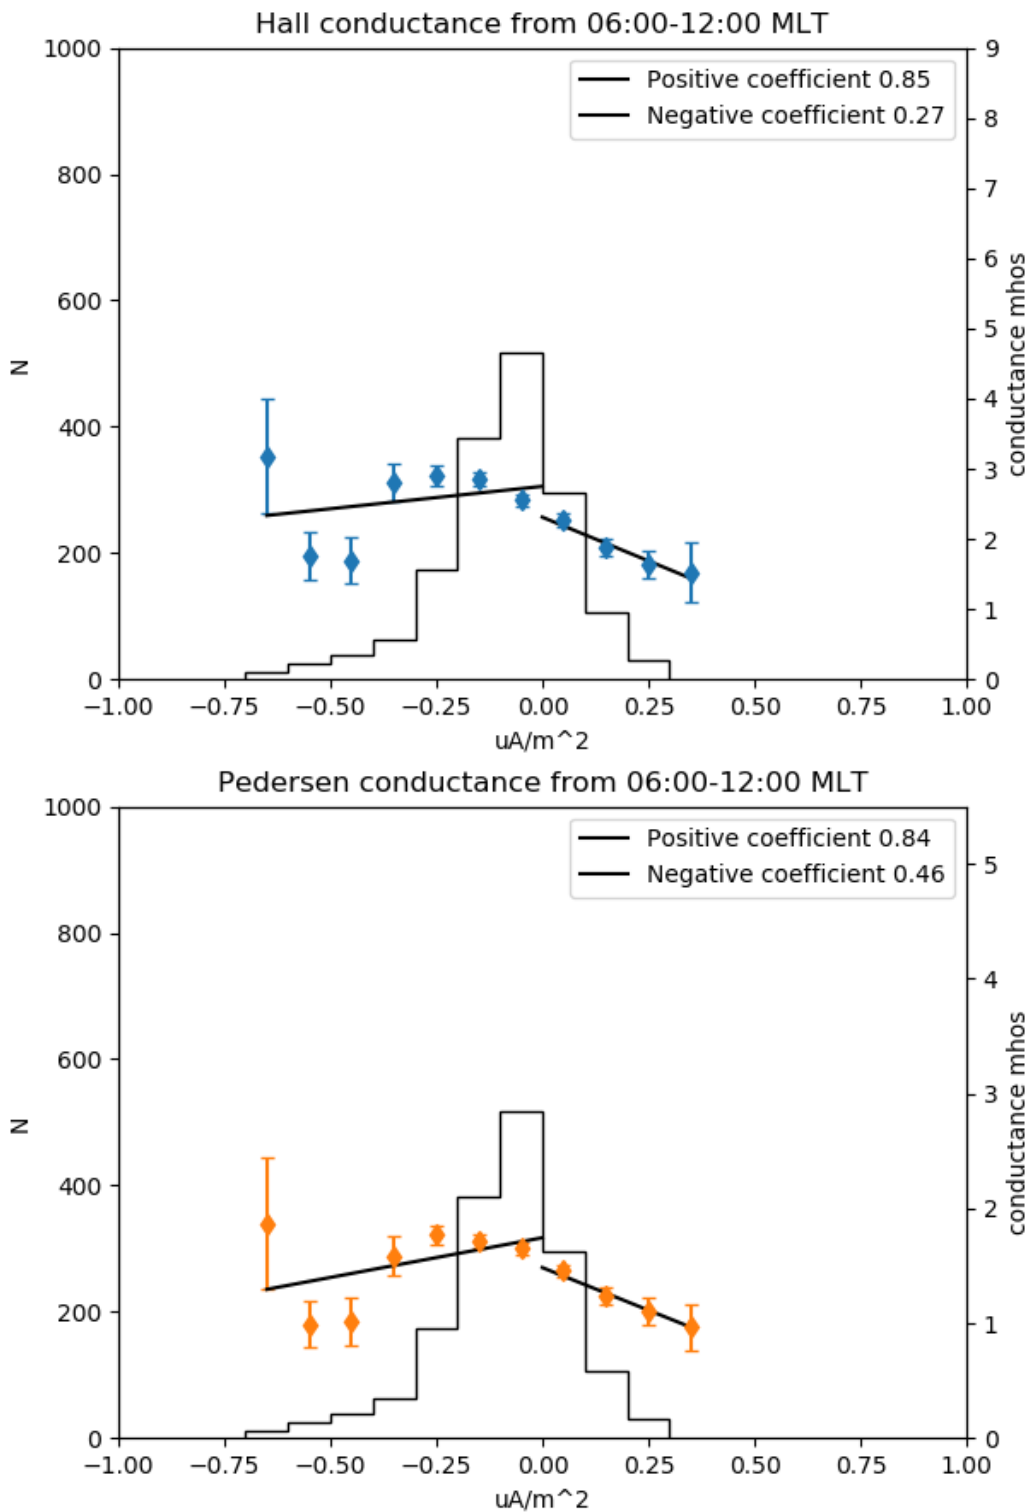 Hall conductance from 06:00-12:00 MLT
1000
800
600
400
200
0
N
Positive coefficient 0.85
Negative coefficient 0.27
9
8
7
6
5
4
3
2
1
0
conductance mhos
−1.00 −0.75 −0.50 −0.25 0.00 0.25 0.50 0.75 1.00
uA/m^2
Pedersen conductance from 06:00-12:00 MLT
1000
800
600
400
200
0
N
Positive coefficient 0.84
Negative coefficient 0.46
5
4
3
2
1
0
conductance mhos
−1.00 −0.75 −0.50 −0.25 0.00 0.25 0.50 0.75 1.00
uA/m^2